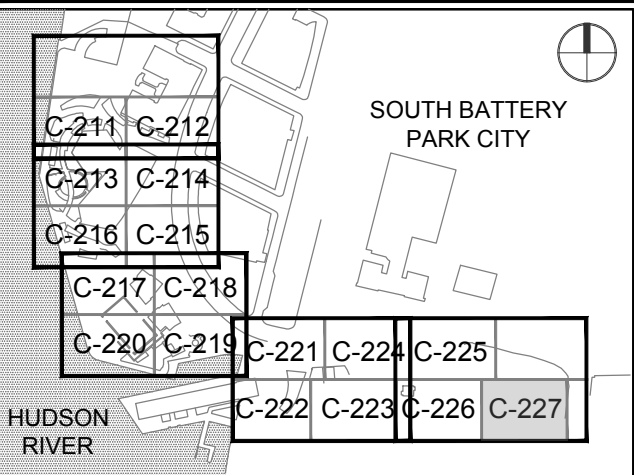 SOUTH BATTERY
PARK CITY
C-211 C-212
C-213 C-214
C-216 C-215
C-217 C-218
C-220 C-219
C-221 C-224 C-225
C-222 C-223 C-226 C-227
HUDSON
RIVER